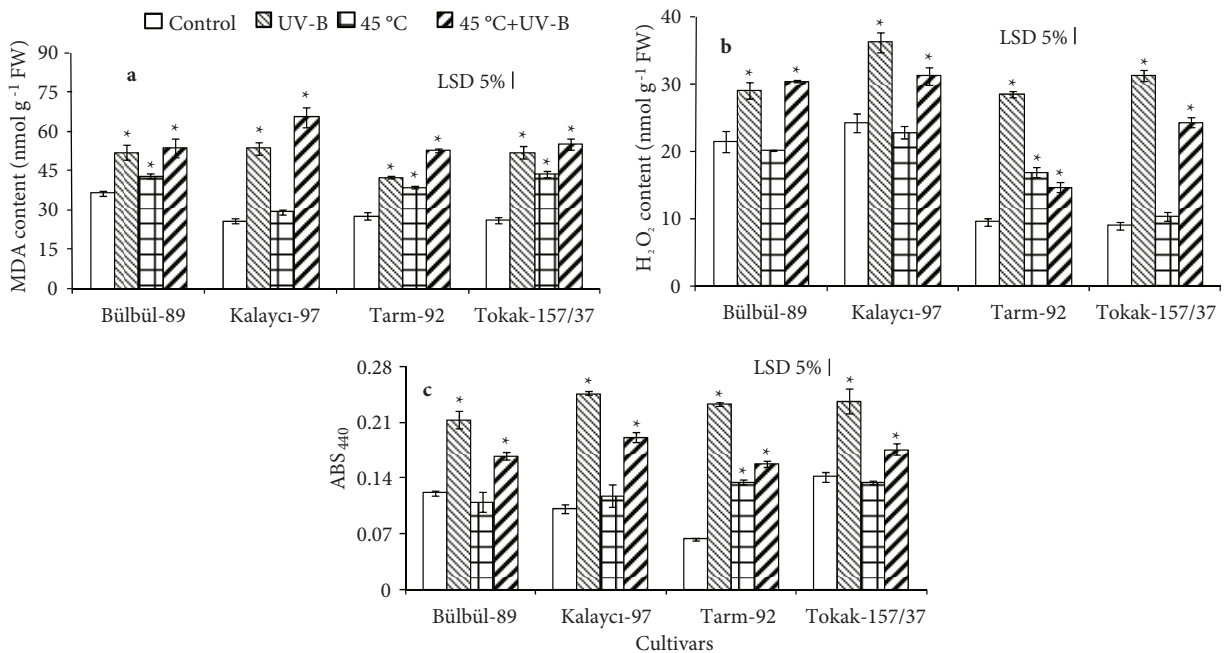 Control UV-B 45 °C 45 °C+UV-B
MDA content (nmol g⁻¹ FW)
90
75
60
45
30
15
0
a
LSD 5%
* * * * * * * * * * *
Bülbül-89 Kalaycı-97 Tarm-92 Tokak-157/37
H₂O₂ content (nmol g⁻¹ FW)
40
30
20
10
0
b
LSD 5%
* * * * * * * * *
Bülbül-89 Kalaycı-97 Tarm-92 Tokak-157/37
ABS₄₄₀
0.28
0.21
0.14
0.07
0
c
LSD 5%
* * * * * * * * *
Bülbül-89 Kalaycı-97 Tarm-92 Tokak-157/37
Cultivars